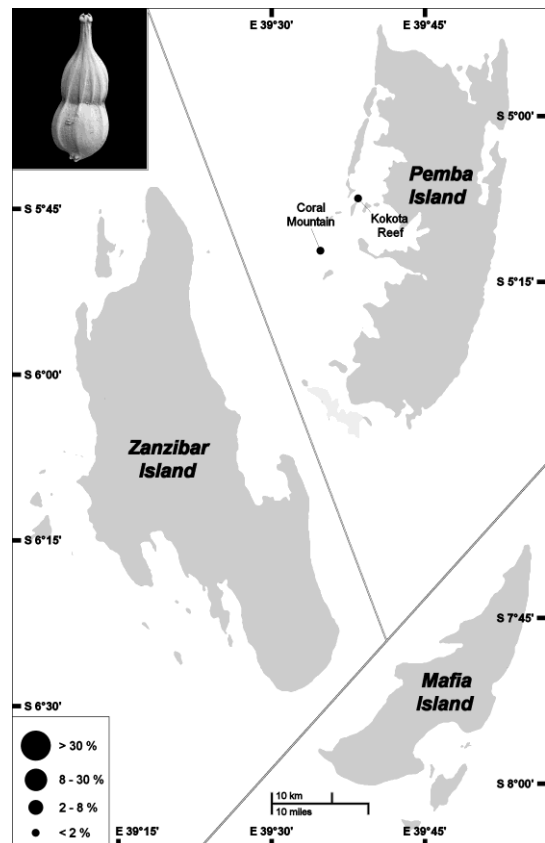 E 39°30'
E 39°45'
S 5°00'
Pemba
Island
Coral
Mountain
Kokota
Reef
S 5°45'
S 5°15'
S 6°00'
Zanzibar
Island
S 6°15'
S 7°45'
Mafia
Island
S 6°30'
> 30 %
8 - 30 %
2 - 8 %
< 2 %
10 km
10 miles
S 8°00'
E 39°15'
E 39°30'
E 39°45'